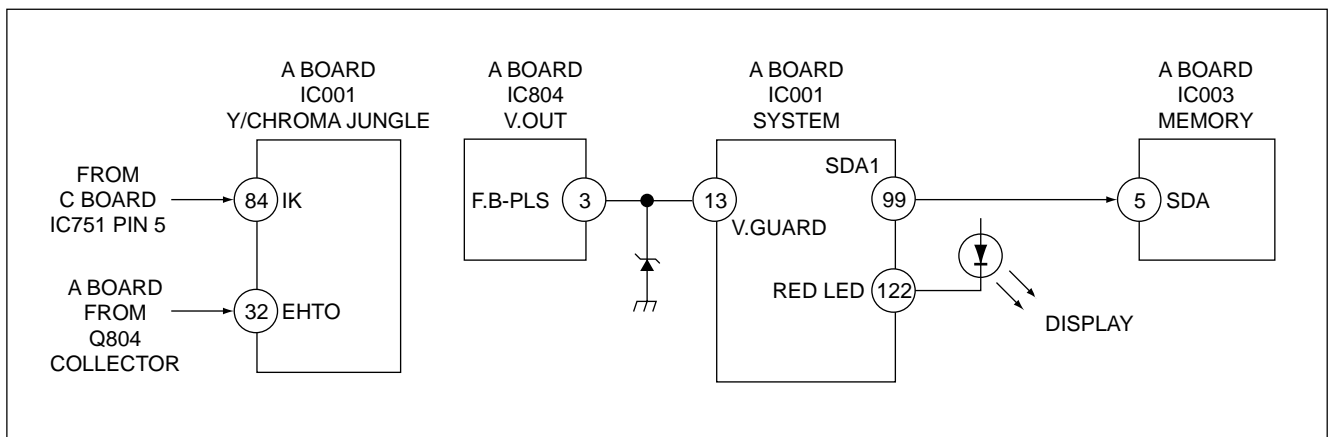 A BOARD
IC001
Y/CHROMA JUNGLE
FROM
C BOARD
IC751 PIN 5
84 IK
A BOARD
FROM
Q804
COLLECTOR
32 EHTO
A BOARD
IC804
V.OUT
F.B-PLS 3
A BOARD
IC001
SYSTEM
13
V.GUARD
SDA1
99
RED LED 122
DISPLAY
A BOARD
IC003
MEMORY
5 SDA